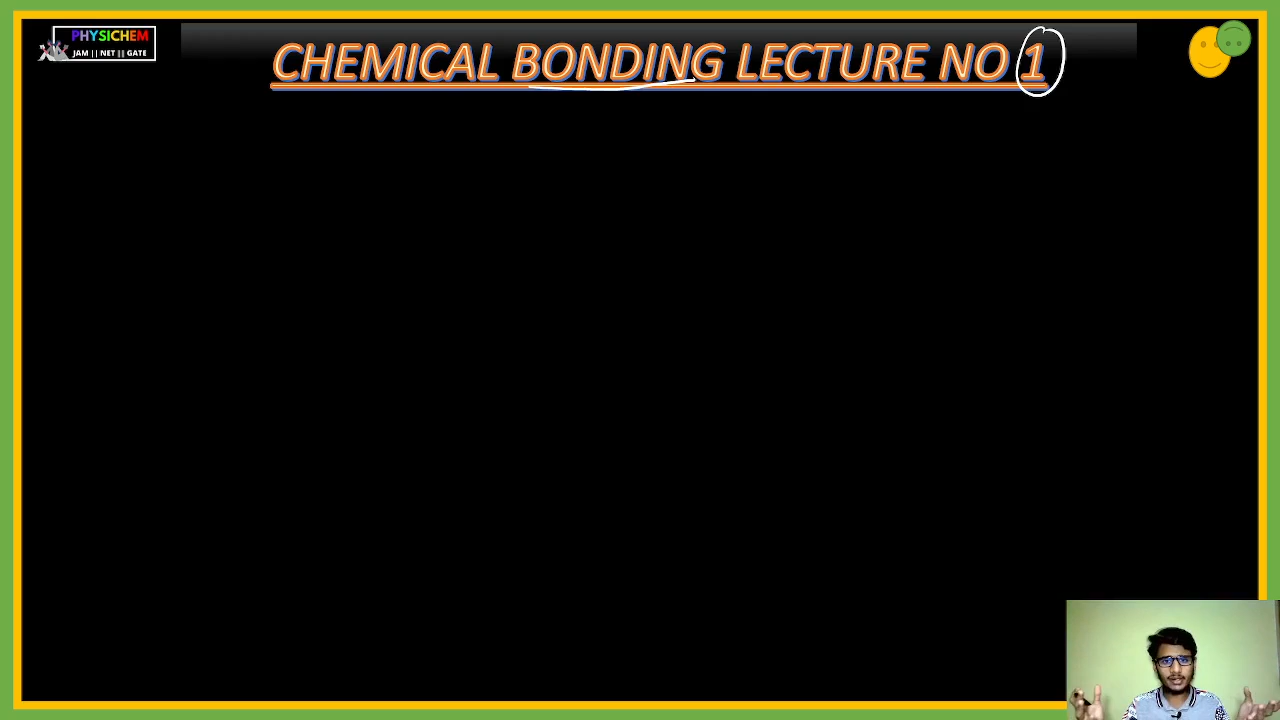 PHYSICHEM
JAM || NET || GATE
CHEMICAL BONDING LECTURE NO 1